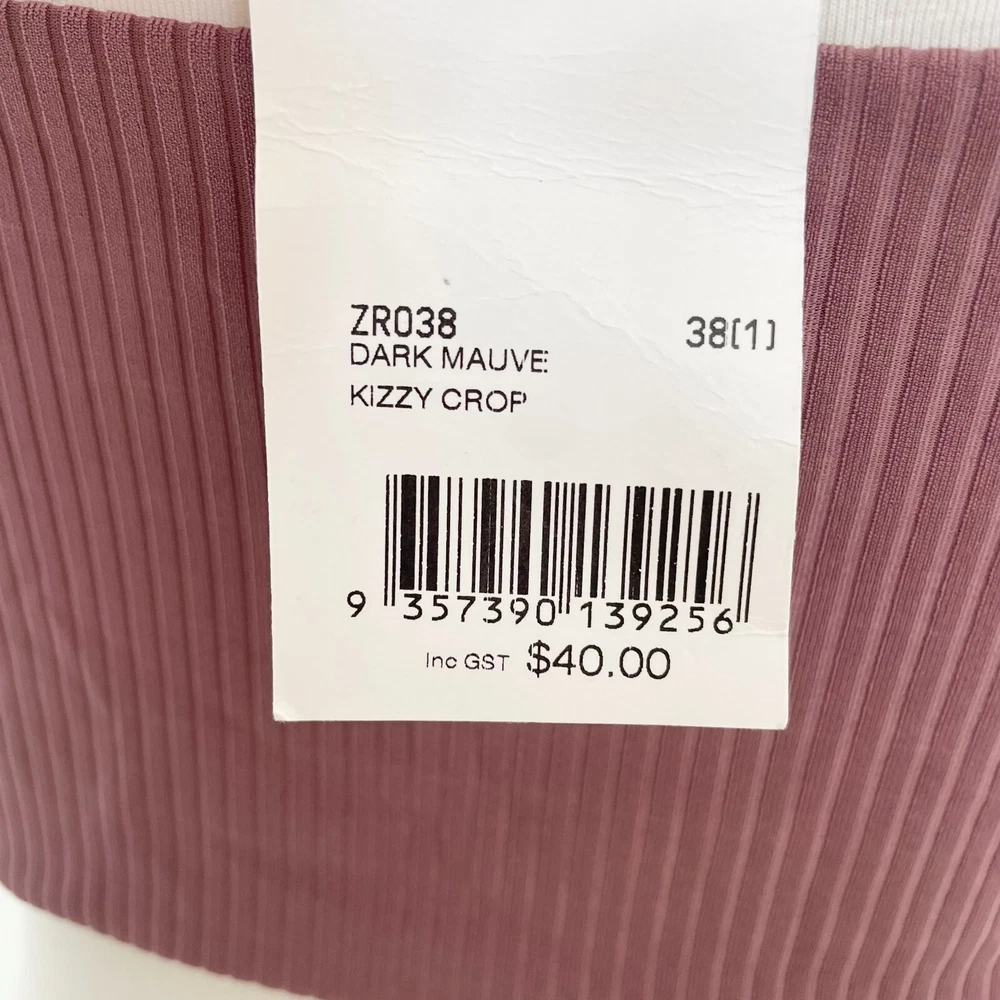 ZR038 38(1)
DARK MAUVE
KIZZY CROP
9 357390 139256
Inc GST $40.00